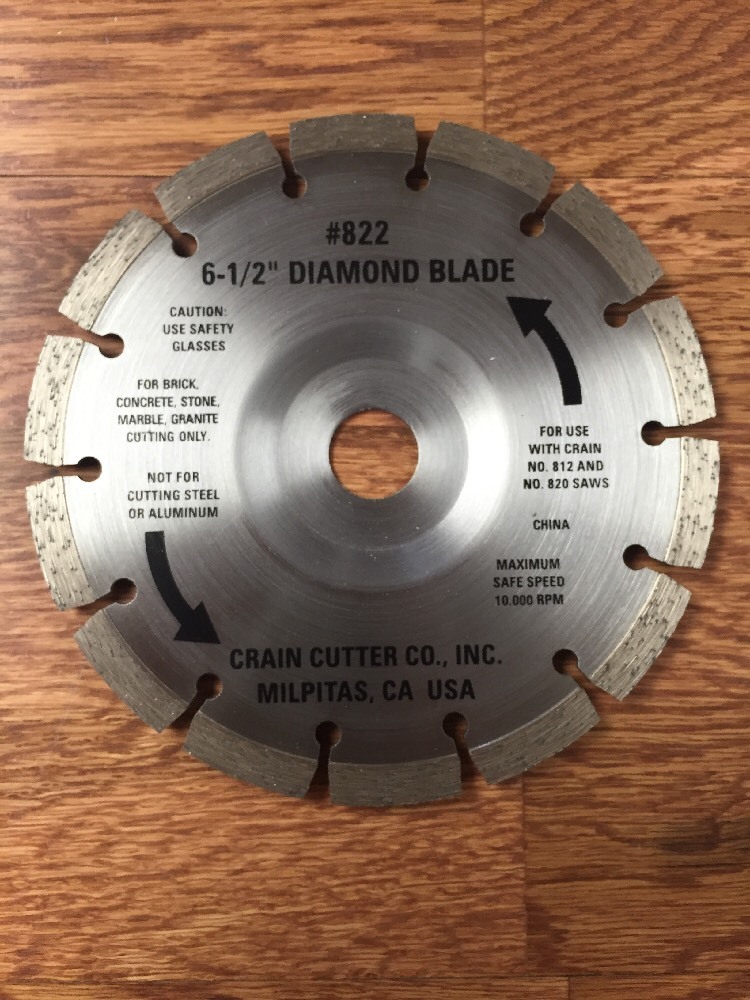 #822
6-1/2" DIAMOND BLADE
CAUTION:
USE SAFETY
GLASSES
FOR BRICK,
CONCRETE, STONE,
MARBLE, GRANITE
CUTTING ONLY.
NOT FOR
CUTTING STEEL
OR ALUMINUM
FOR USE
WITH CRAIN
NO. 812 AND
NO. 820 SAWS
CHINA
MAXIMUM
SAFE SPEED
10,000 RPM
CRAIN CUTTER CO., INC.
MILPITAS, CA USA